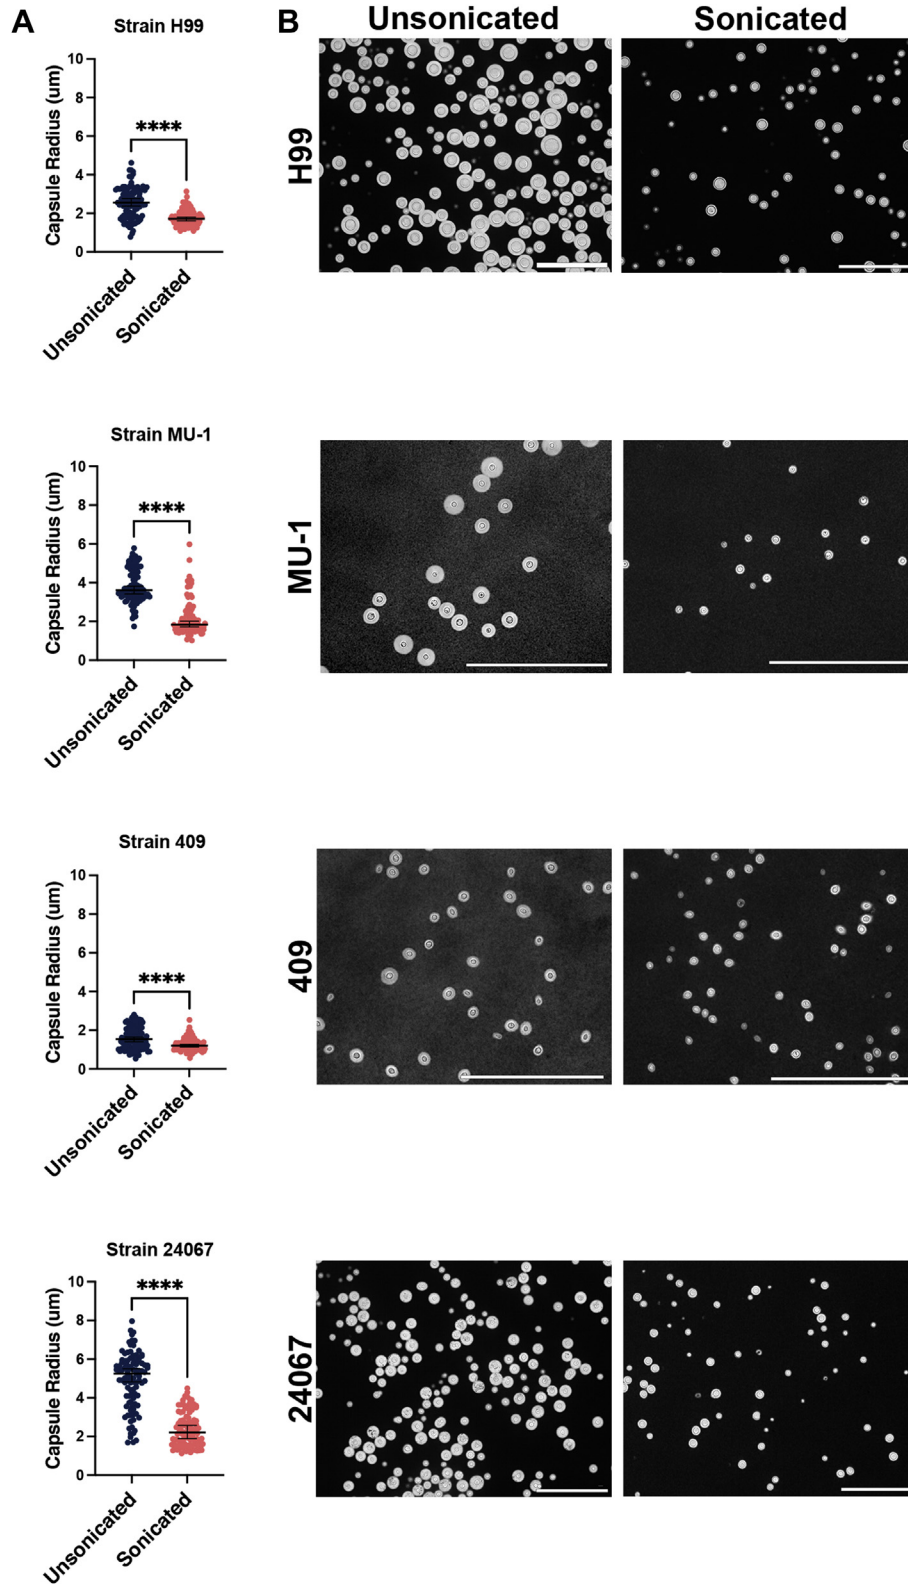 A
B
Unsonicated
Sonicated
Strain H99
Capsule Radius (um)
10
8
6
4
2
0
****
Unsonicated
Sonicated
H99
Strain MU-1
Capsule Radius (um)
10
8
6
4
2
0
****
Unsonicated
Sonicated
MU-1
Strain 409
Capsule Radius (um)
10
8
6
4
2
0
****
Unsonicated
Sonicated
409
Strain 24067
Capsule Radius (um)
10
8
6
4
2
0
****
Unsonicated
Sonicated
24067